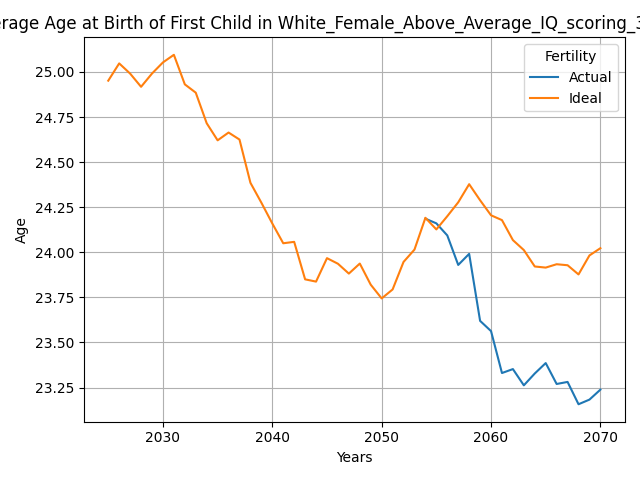 erage Age at Birth of First Child in White_Female_Above_Average_IQ_scoring_3
Fertility
Actual
Ideal
25.00
24.75
24.50
24.25
24.00
23.75
23.50
23.25
Age
2030 2040 2050 2060 2070
Years